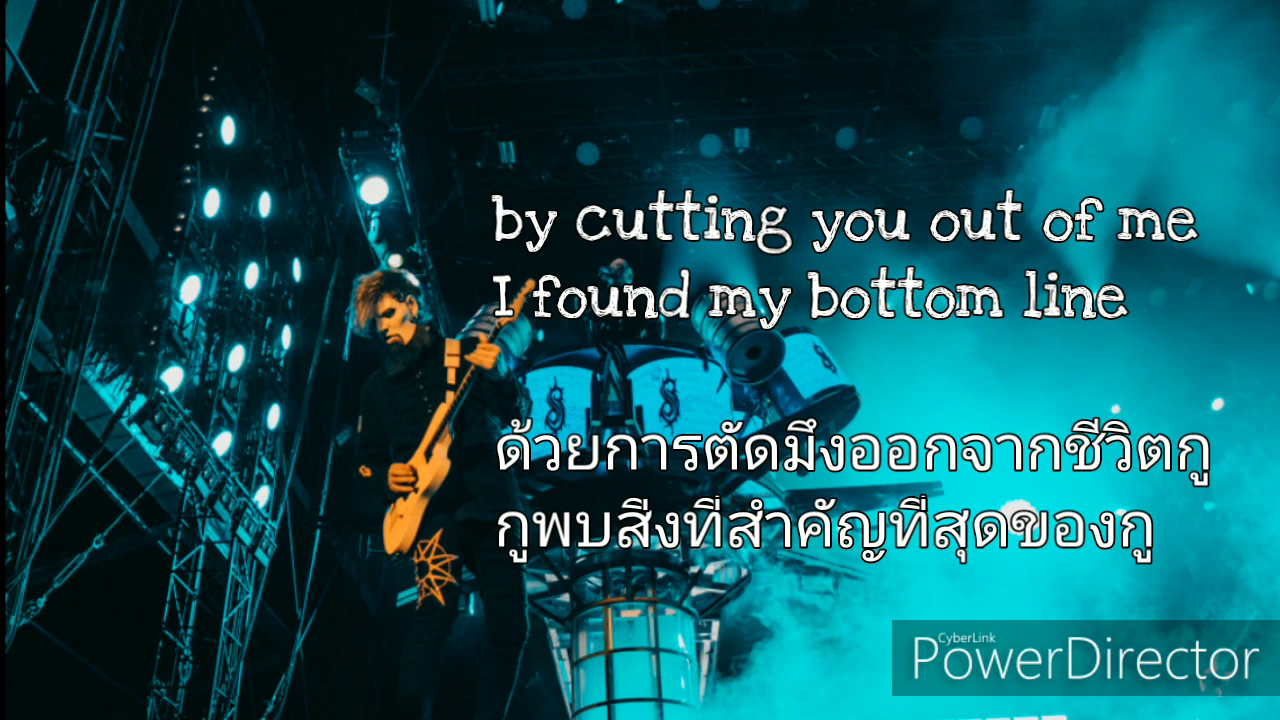 by cutting you out of me
I found my bottom line
ด้วยการตัดมึงออกจากชีวิตกู
กูพบสิ่งที่สำคัญที่สุดของกู
CyberLink
PowerDirector